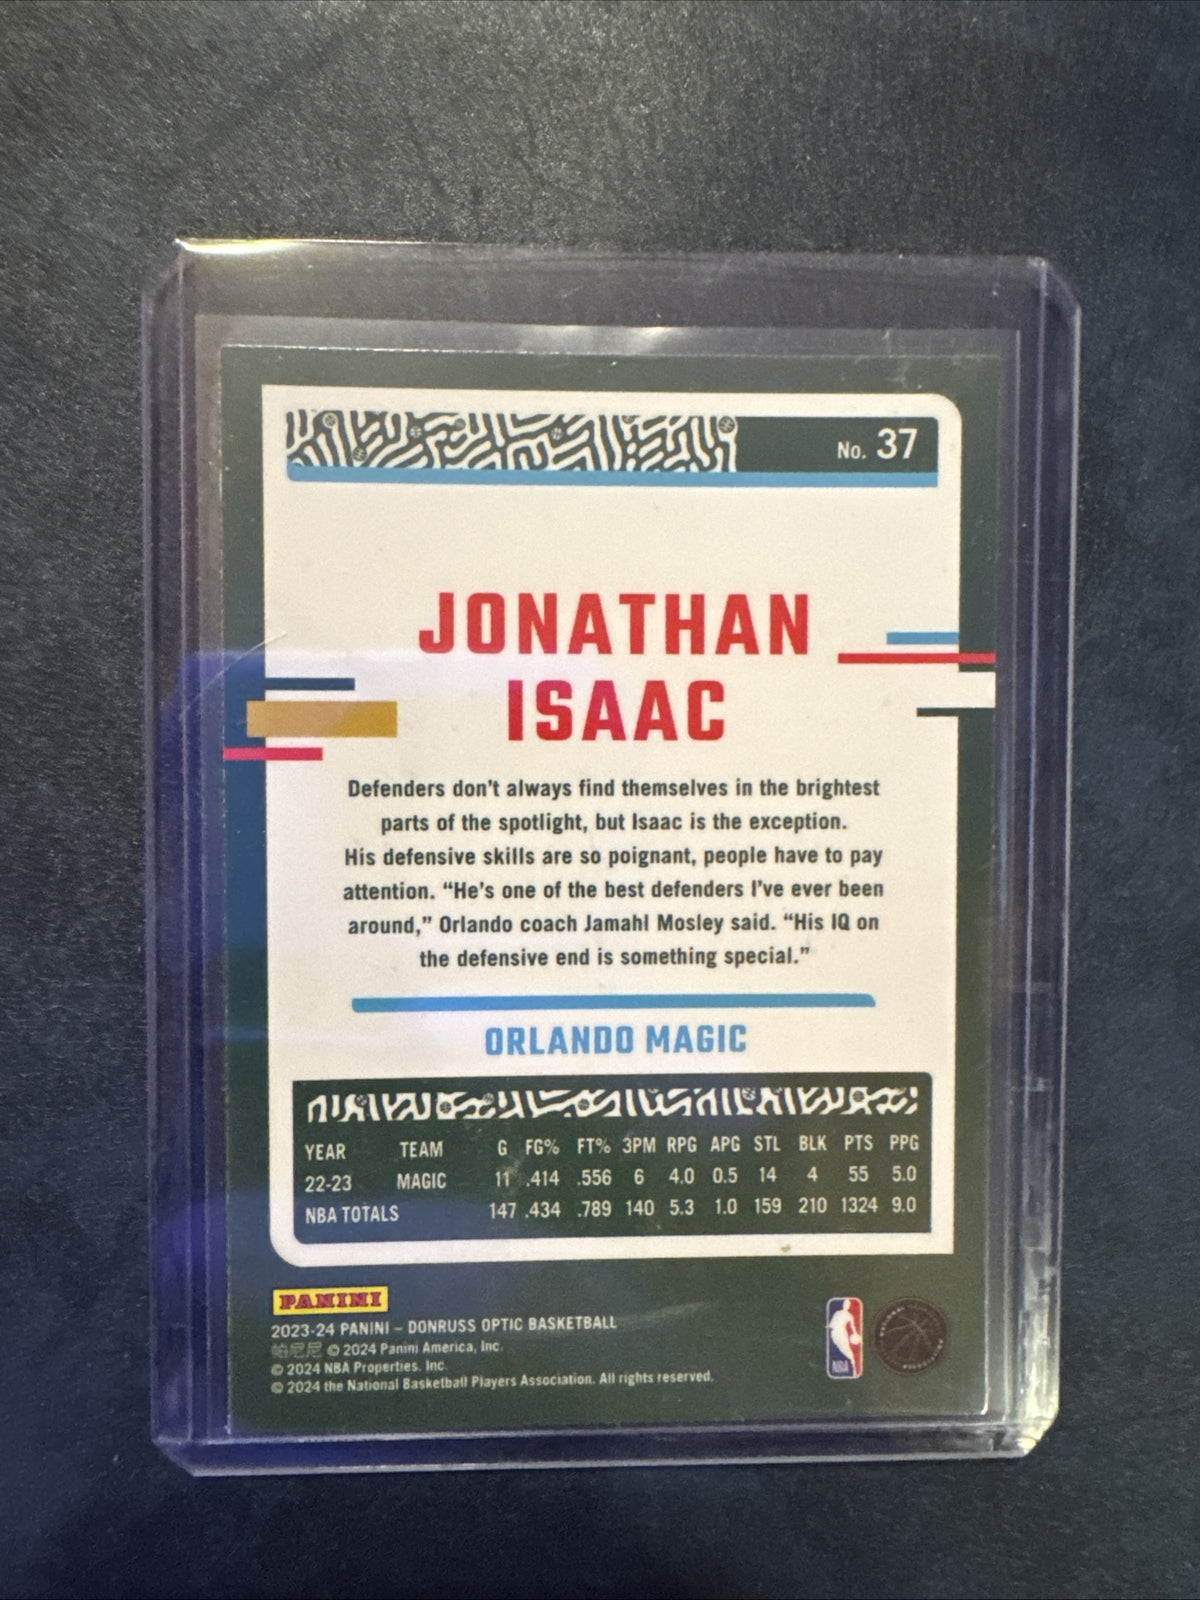 No. 37
JONATHAN
ISAAC
Defenders don't always find themselves in the brightest
parts of the spotlight, but Isaac is the exception.
His defensive skills are so poignant, people have to pay
attention. “He's one of the best defenders I've ever been
around,” Orlando coach Jamahl Mosley said. “His IQ on
the defensive end is something special.”
ORLANDO MAGIC
YEAR TEAM G FG% FT% 3PM RPG APG STL BLK PTS PPG
22-23 MAGIC 11 .414 .556 6 4.0 0.5 14 4 55 5.0
NBA TOTALS 147 .434 .789 140 5.3 1.0 159 210 1324 9.0
PANINI
2023-24 PANINI – DONRUSS OPTIC BASKETBALL
帕尼尼 © 2024 Panini America, Inc.
© 2024 NBA Properties, Inc.
© 2024 the National Basketball Players Association. All rights reserved.
NBA